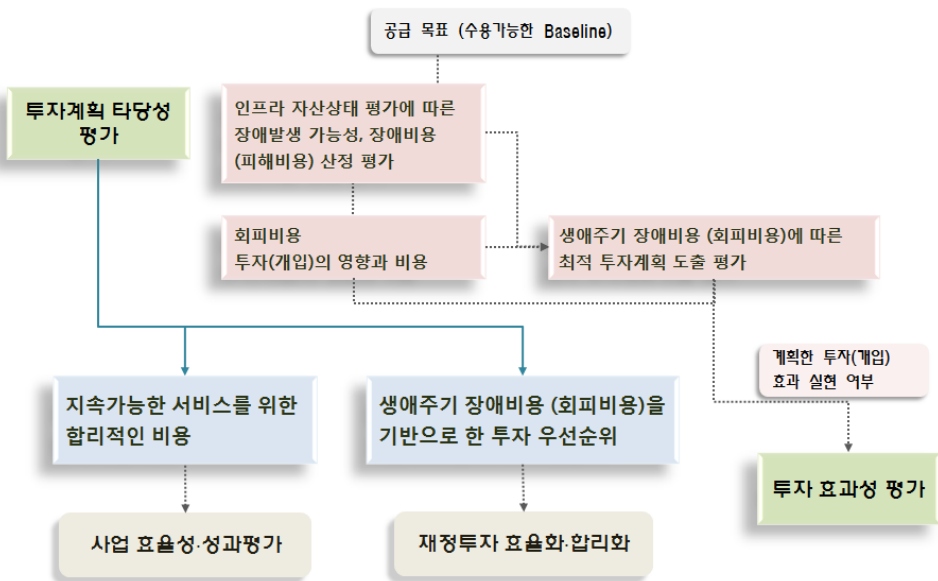 공급 목표 (수용가능한 Baseline)
투자계획 타당성
평가
인프라 자산상태 평가에 따른
장애발생 가능성, 장애비용
(피해비용) 산정 평가
회피비용
투자(개입)의 영향과 비용
생애주기 장애비용 (회피비용)에 따른
최적 투자계획 도출 평가
계획한 투자(개입)
효과 실현 여부
지속가능한 서비스를 위한
합리적인 비용
생애주기 장애비용 (회피비용)을
기반으로 한 투자 우선순위
투자 효과성 평가
사업 효율성·성과평가
재정투자 효율화·합리화